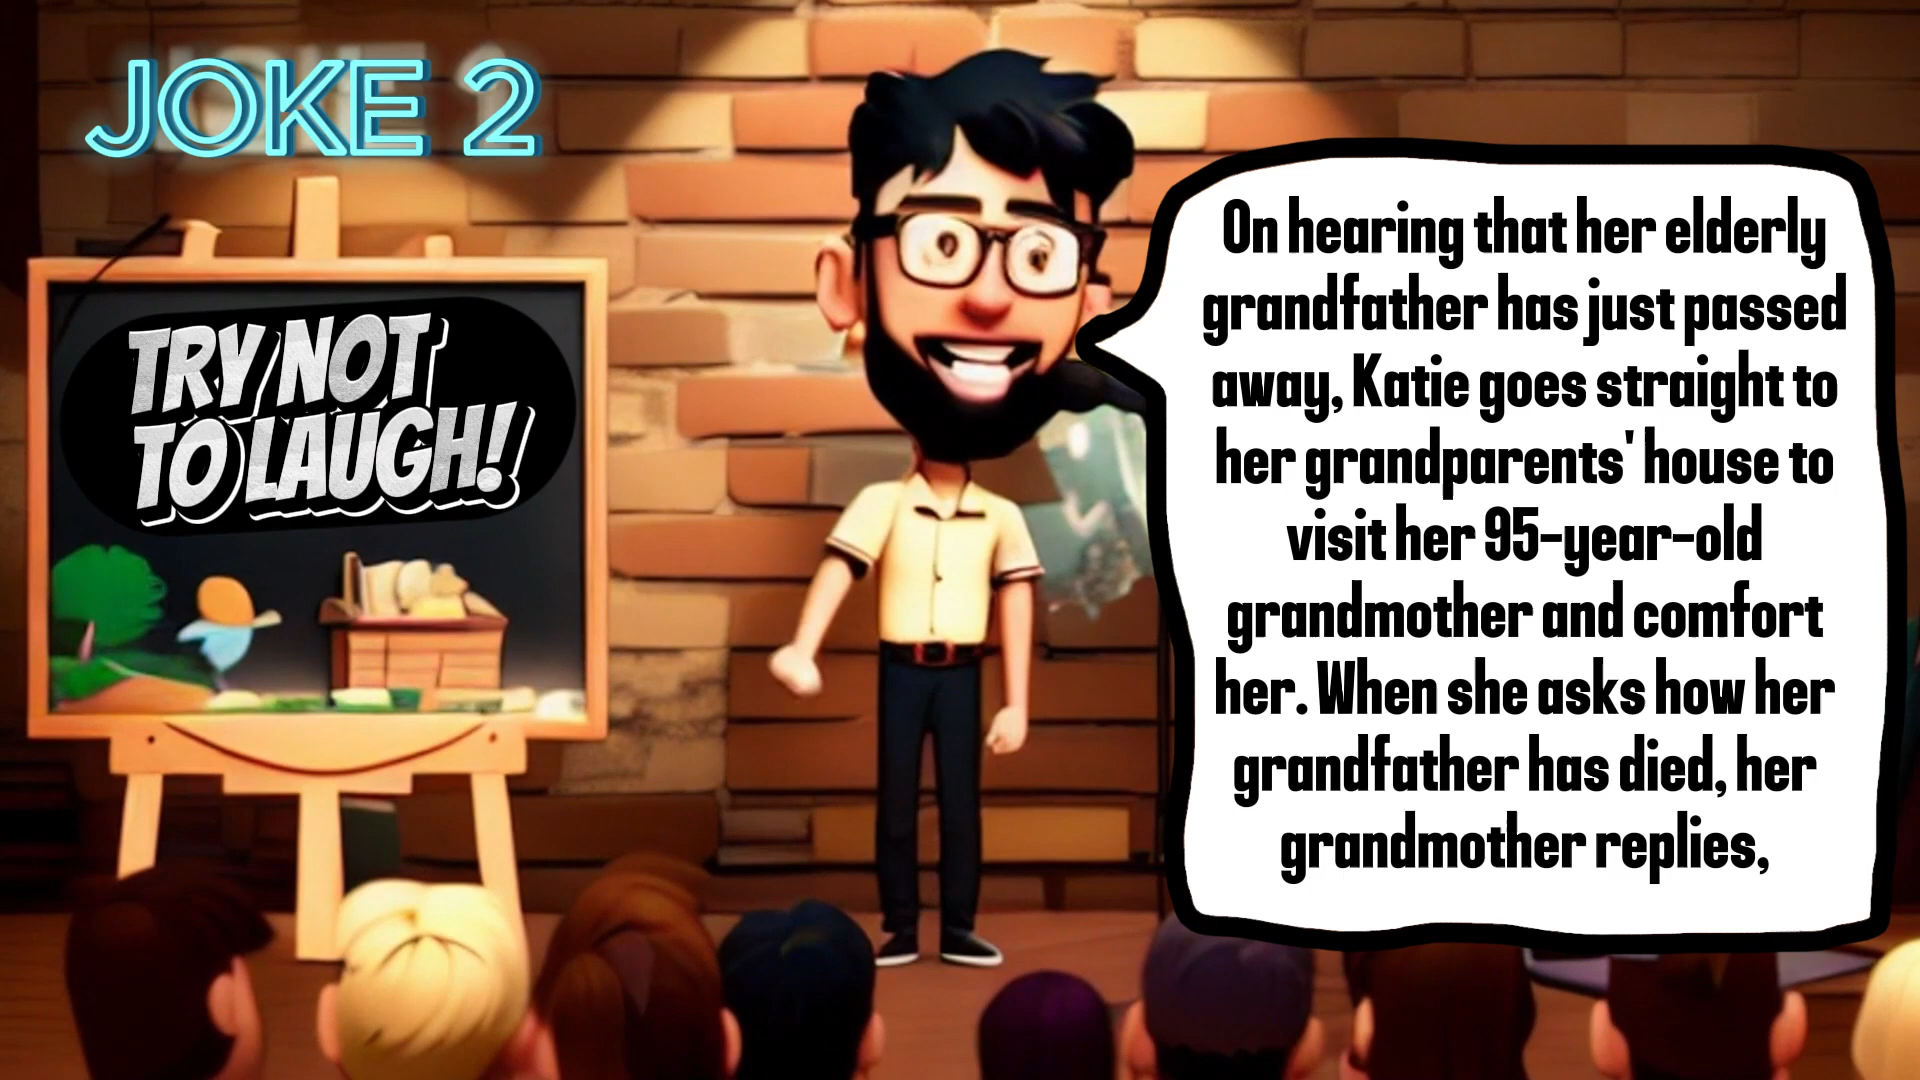 JOKE 2
TRY NOT
TO LAUGH!
On hearing that her elderly
grandfather has just passed
away, Katie goes straight to
her grandparents' house to
visit her 95-year-old
grandmother and comfort
her. When she asks how her
grandfather has died, her
grandmother replies,